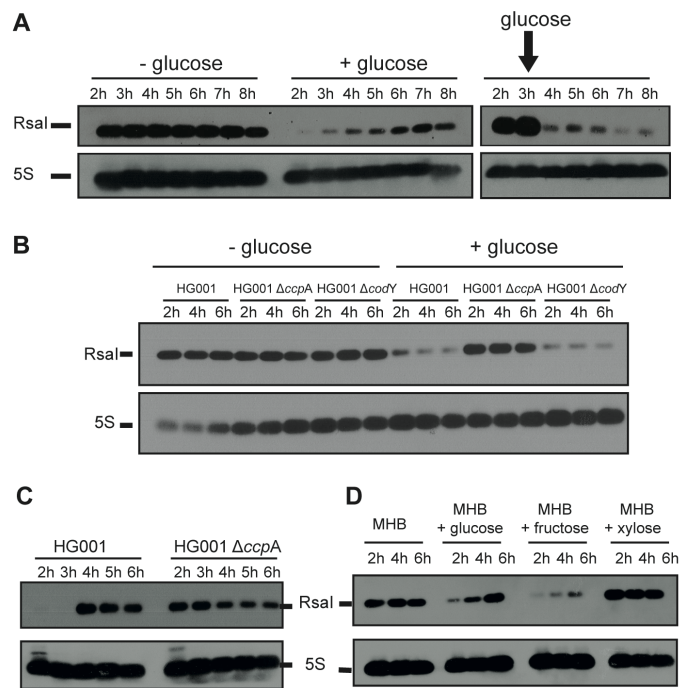 A
glucose
- glucose
+ glucose
2h 3h 4h 5h 6h 7h 8h
2h 3h 4h 5h 6h 7h 8h
2h 3h 4h 5h 6h 7h 8h
RsaI
5S
B
- glucose
+ glucose
HG001 HG001 ΔccpA HG001 ΔcodY
HG001 HG001 ΔccpA HG001 ΔcodY
2h 4h 6h 2h 4h 6h 2h 4h 6h 2h 4h 6h 2h 4h 6h 2h 4h 6h
RsaI
5S
C
HG001
HG001 ΔccpA
2h 3h 4h 5h 6h
2h 3h 4h 5h 6h
D
MHB
MHB + glucose
MHB + fructose
MHB + xylose
2h 4h 6h
2h 4h 6h
2h 4h 6h
2h 4h 6h
RsaI
5S